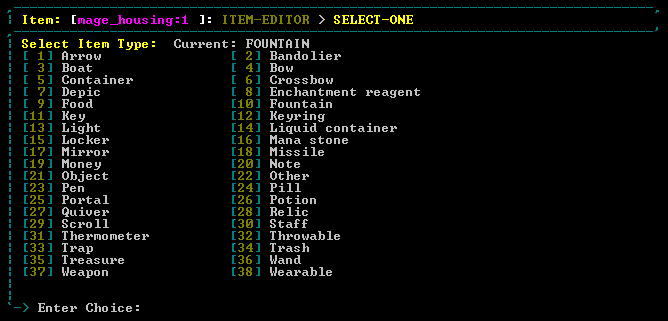 Item: [mage_housing:1 ]: ITEM-EDITOR > SELECT-ONE
Select Item Type:  Current: FOUNTAIN
[ 1] Arrow [ 2] Bandolier
[ 3] Boat [ 4] Bow
[ 5] Container [ 6] Crossbow
[ 7] Depic [ 8] Enchantment reagent
[ 9] Food [10] Fountain
[11] Key [12] Keyring
[13] Light [14] Liquid container
[15] Locker [16] Mana stone
[17] Mirror [18] Missile
[19] Money [20] Note
[21] Object [22] Other
[23] Pen [24] Pill
[25] Portal [26] Potion
[27] Quiver [28] Relic
[29] Scroll [30] Staff
[31] Thermometer [32] Throwable
[33] Trap [34] Trash
[35] Treasure [36] Wand
[37] Weapon [38] Wearable
-> Enter Choice: